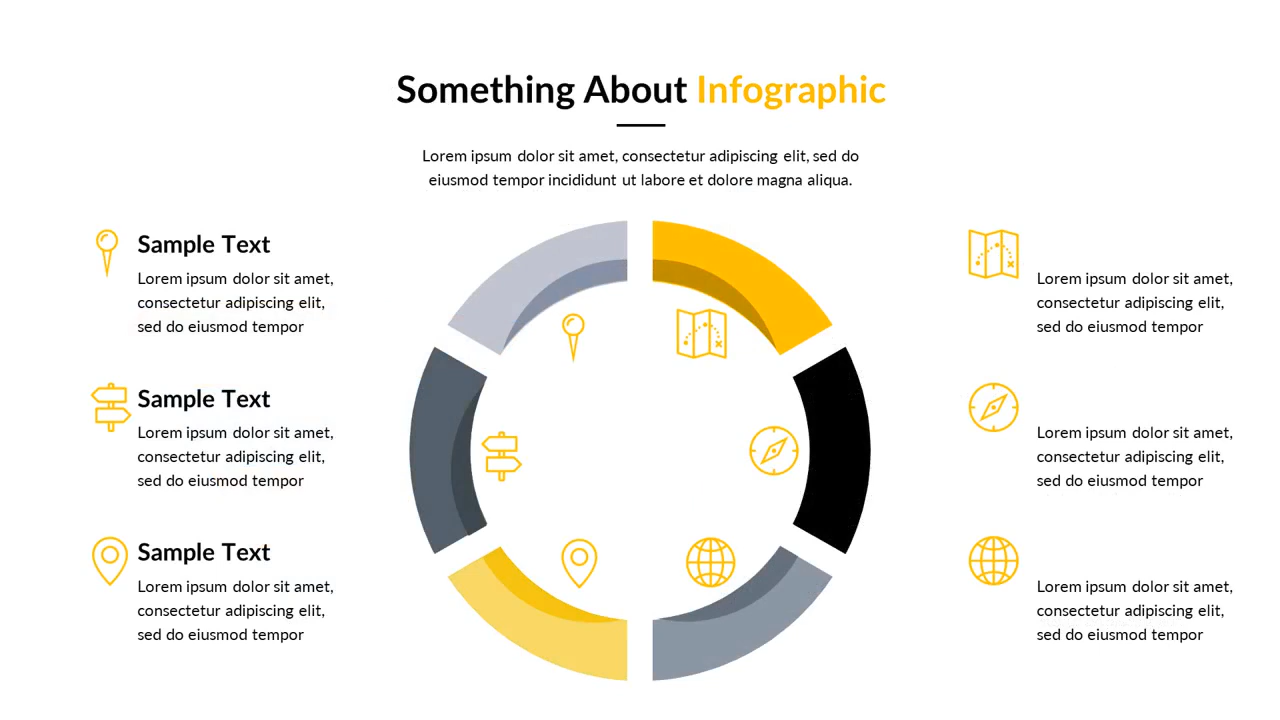 Something About Infographic
Lorem ipsum dolor sit amet, consectetur adipiscing elit, sed do
eiusmod tempor incididunt ut labore et dolore magna aliqua.
Sample Text
Lorem ipsum dolor sit amet,
consectetur adipiscing elit,
sed do eiusmod tempor
Sample Text
Lorem ipsum dolor sit amet,
consectetur adipiscing elit,
sed do eiusmod tempor
Sample Text
Lorem ipsum dolor sit amet,
consectetur adipiscing elit,
sed do eiusmod tempor
Lorem ipsum dolor sit amet,
consectetur adipiscing elit,
sed do eiusmod tempor
Lorem ipsum dolor sit amet,
consectetur adipiscing elit,
sed do eiusmod tempor
Lorem ipsum dolor sit amet,
consectetur adipiscing elit,
sed do eiusmod tempor